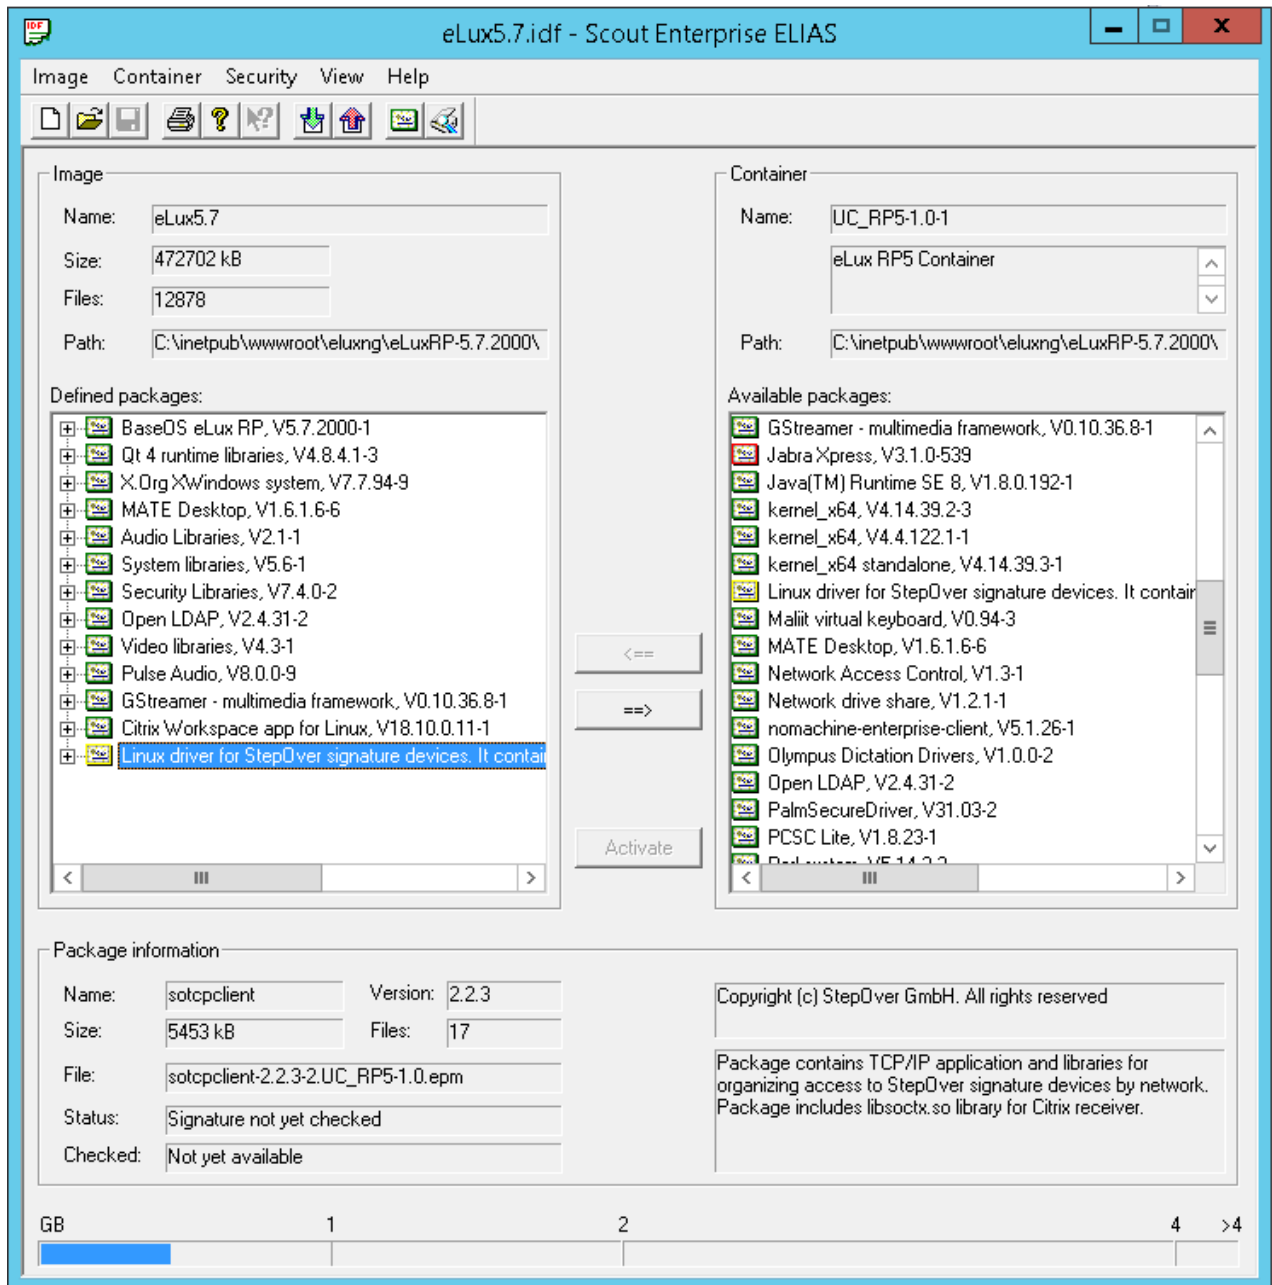 eLux5.7.idf - Scout Enterprise ELIAS
Image Container Security View Help
Image
Name: eLux5.7
Size: 472702 kB
Files: 12878
Path: C:\inetpub\wwwroot\eluxng\eLuxRP-5.7.2000\
Defined packages:
BaseOS eLux RP, V5.7.2000-1
Qt 4 runtime libraries, V4.8.4.1-3
X.Org XWindows system, V7.7.94-9
MATE Desktop, V1.6.1.6-6
Audio Libraries, V2.1-1
System libraries, V5.6-1
Security Libraries, V7.4.0-2
Open LDAP, V2.4.31-2
Video libraries, V4.3-1
Pulse Audio, V8.0.0-9
GStreamer - multimedia framework, V0.10.36.8-1
Citrix Workspace app for Linux, V18.10.0.11-1
Linux driver for StepOver signature devices. It contai
<==
==>
Activate
Container
Name: UC_RP5-1.0-1
eLux RP5 Container
Path: C:\inetpub\wwwroot\eluxng\eLuxRP-5.7.2000\
Available packages:
GStreamer - multimedia framework, V0.10.36.8-1
Jabra Xpress, V3.1.0-539
Java(TM) Runtime SE 8, V1.8.0.192-1
kernel_x64, V4.14.39.2-3
kernel_x64, V4.4.122.1-1
kernel_x64 standalone, V4.14.39.3-1
Linux driver for StepOver signature devices. It contair
Maliit virtual keyboard, V0.94-3
MATE Desktop, V1.6.1.6-6
Network Access Control, V1.3-1
Network drive share, V1.2.1-1
nomachine-enterprise-client, V5.1.26-1
Olympus Dictation Drivers, V1.0.0-2
Open LDAP, V2.4.31-2
PalmSecureDriver, V31.03-2
PCSC Lite, V1.8.23-1
Package information
Name: sotcpclient Version: 2.2.3
Size: 5453 kB Files: 17
File: sotcpclient-2.2.3-2.UC_RP5-1.0.epm
Status: Signature not yet checked
Checked: Not yet available
Copyright (c) StepOver GmbH. All rights reserved
Package contains TCP/IP application and libraries for
organizing access to StepOver signature devices by network.
Package includes libsoctx.so library for Citrix receiver.
GB 1 2 4 >4